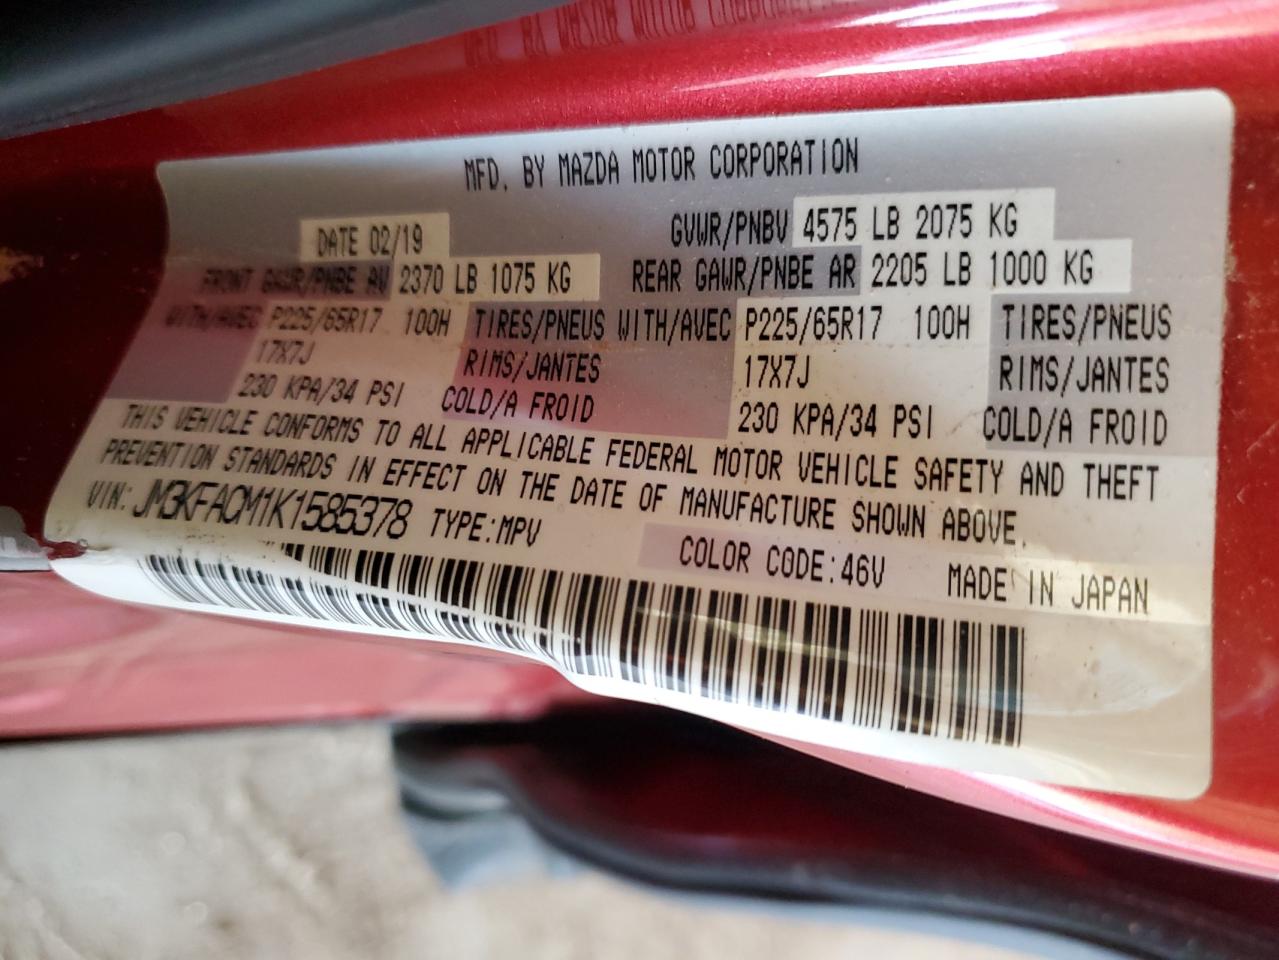 MFD. BY MAZDA MOTOR CORPORATION
DATE 02/19 GVWR/PNBV 4575 LB 2075 KG
FRONT GAWR/PNBE AV 2370 LB 1075 KG REAR GAWR/PNBE AR 2205 LB 1000 KG
WITH/AVEC P225/65R17 100H TIRES/PNEUS WITH/AVEC P225/65R17 100H TIRES/PNEUS
17X7J RIMS/JANTES 17X7J RIMS/JANTES
230 KPA/34 PSI COLD/A FROID 230 KPA/34 PSI COLD/A FROID
THIS VEHICLE CONFORMS TO ALL APPLICABLE FEDERAL MOTOR VEHICLE SAFETY AND THEFT
PREVENTION STANDARDS IN EFFECT ON THE DATE OF MANUFACTURE SHOWN ABOVE.
VIN: JM3KFACM1K1585378 TYPE:MPV COLOR CODE:46V MADE IN JAPAN